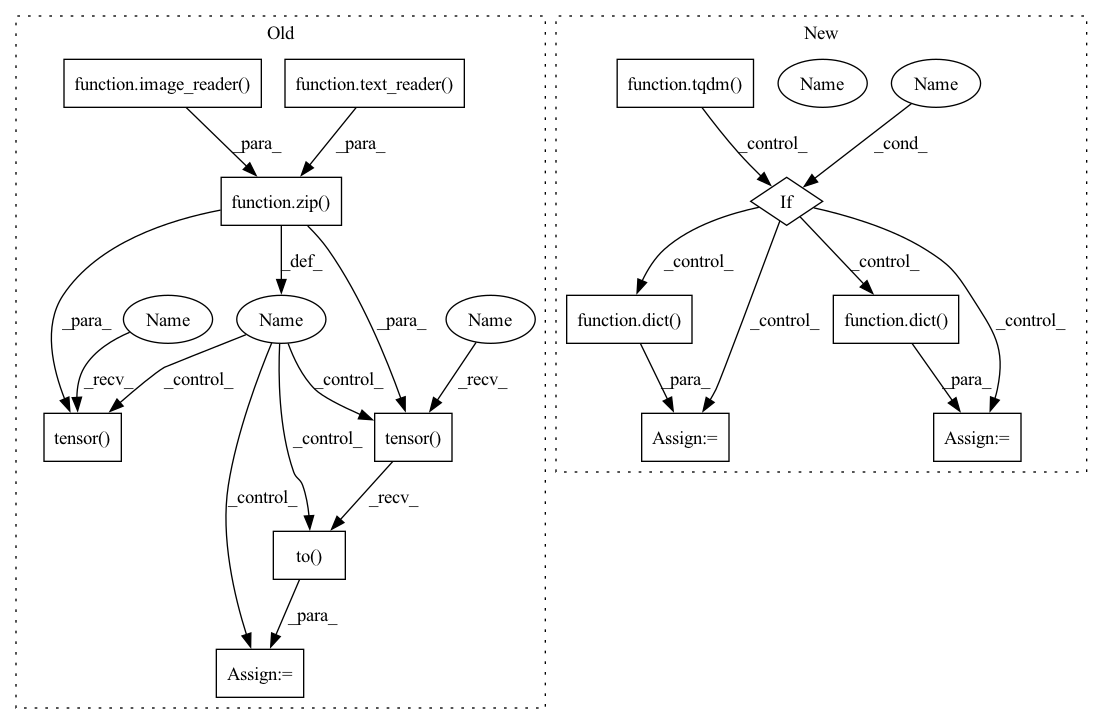 Old
New
function.image_reader()
function.text_reader()
function.tqdm()
Name
Name
_para_
_para_
_control_
_cond_
function.zip()
If
_def_
_control_
_control_
_para_
Name
Name
_para_
Name
function.dict()
_control_
function.dict()
_control_
_recv_
_control_
_control_
_recv_
_para_
_para_
tensor()
_control_
tensor()
Assign:=
Assign:=
_control_
_recv_
to()
_para_
Assign:=